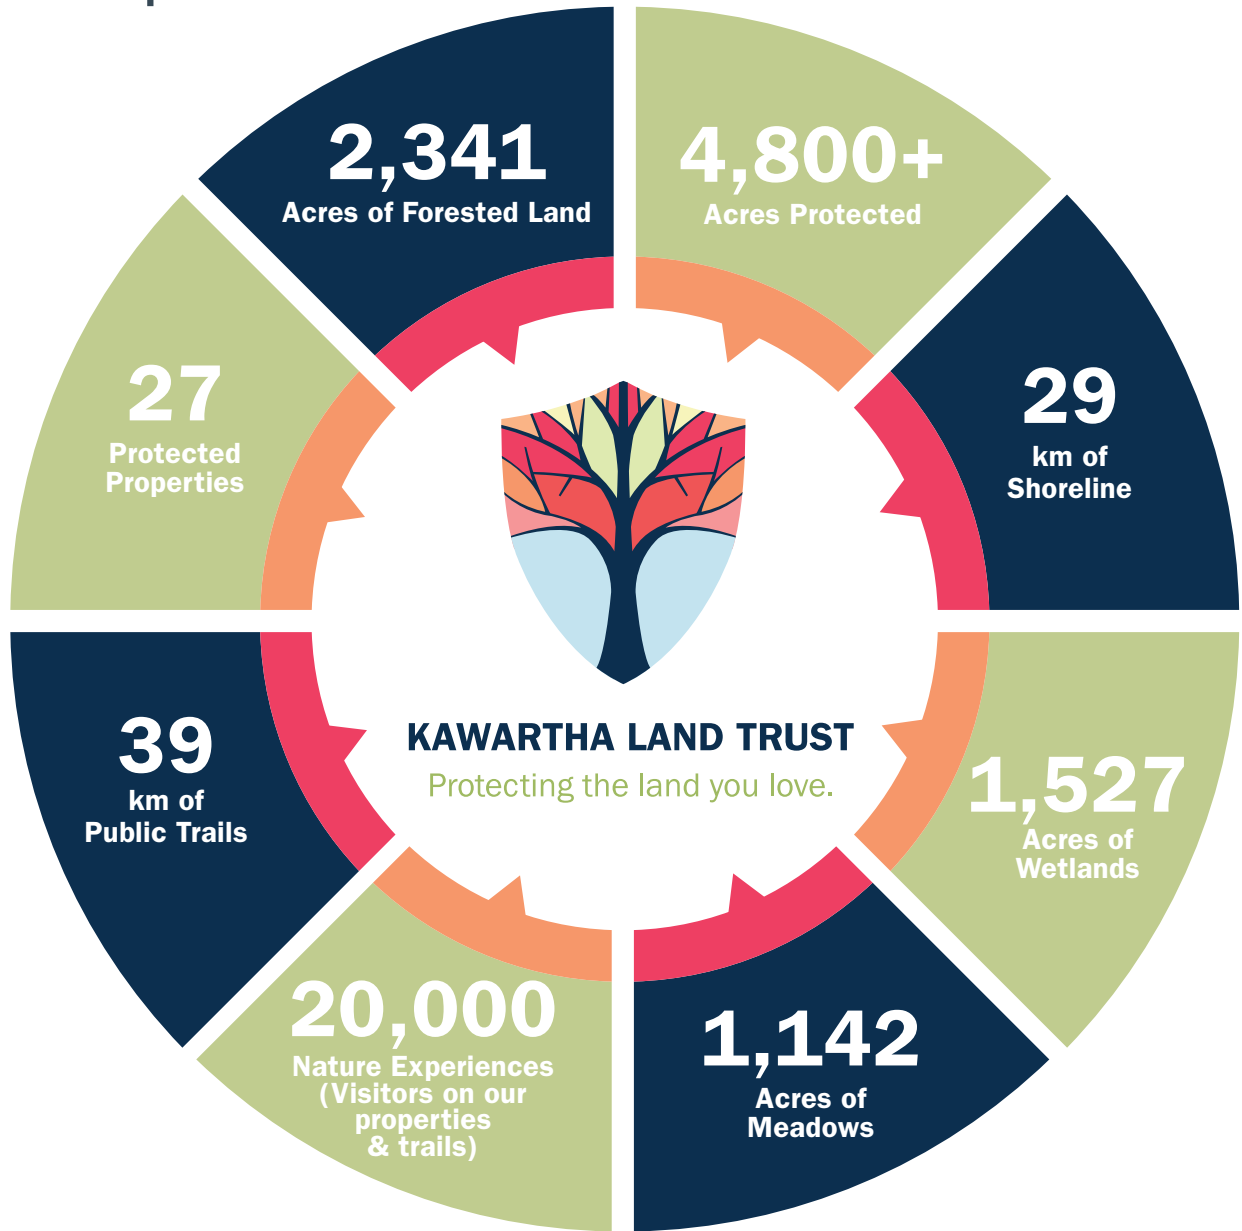 2,341
Acres of Forested Land
4,800+
Acres Protected
27
Protected
Properties
29
km of
Shoreline
39
km of
Public Trails
KAWARTHA LAND TRUST
Protecting the land you love.
1,527
Acres of
Wetlands
20,000
Nature Experiences
(Visitors on our
properties
& trails)
1,142
Acres of
Meadows